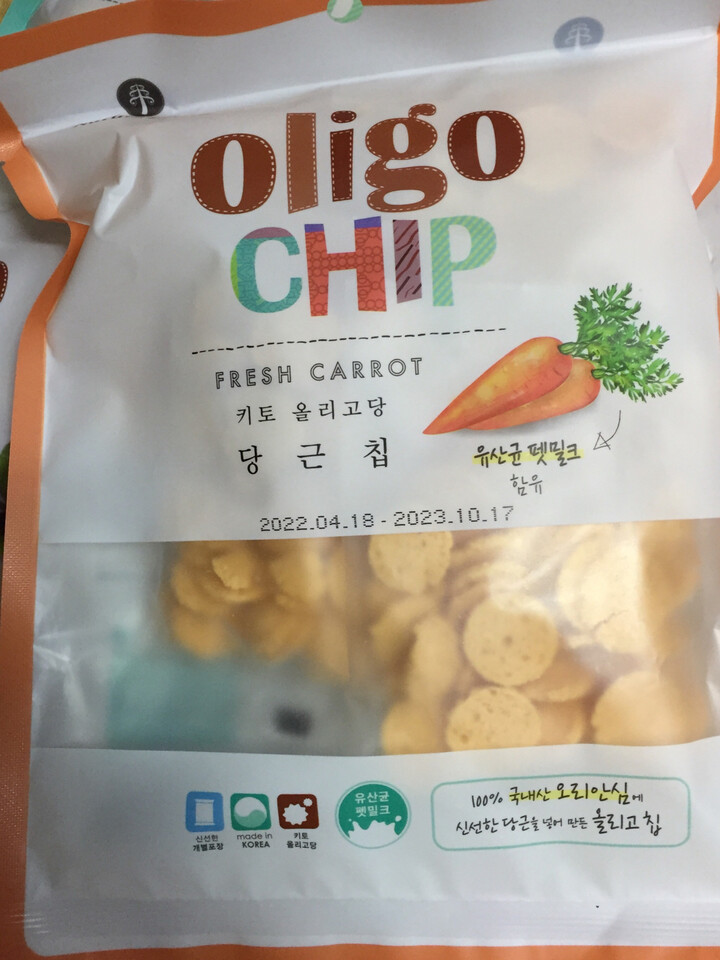 oligo
CHIP
FRESH CARROT
키토 올리고당
당근칩
유산균 펫밀크
함유
2022.04.18 - 2023.10.17
신선한
개별포장
made in
KOREA
키토
올리고당
유산균
펫밀크
100% 국내산 오리안심에
신선한 당근을 넣어 만든 올리고칩